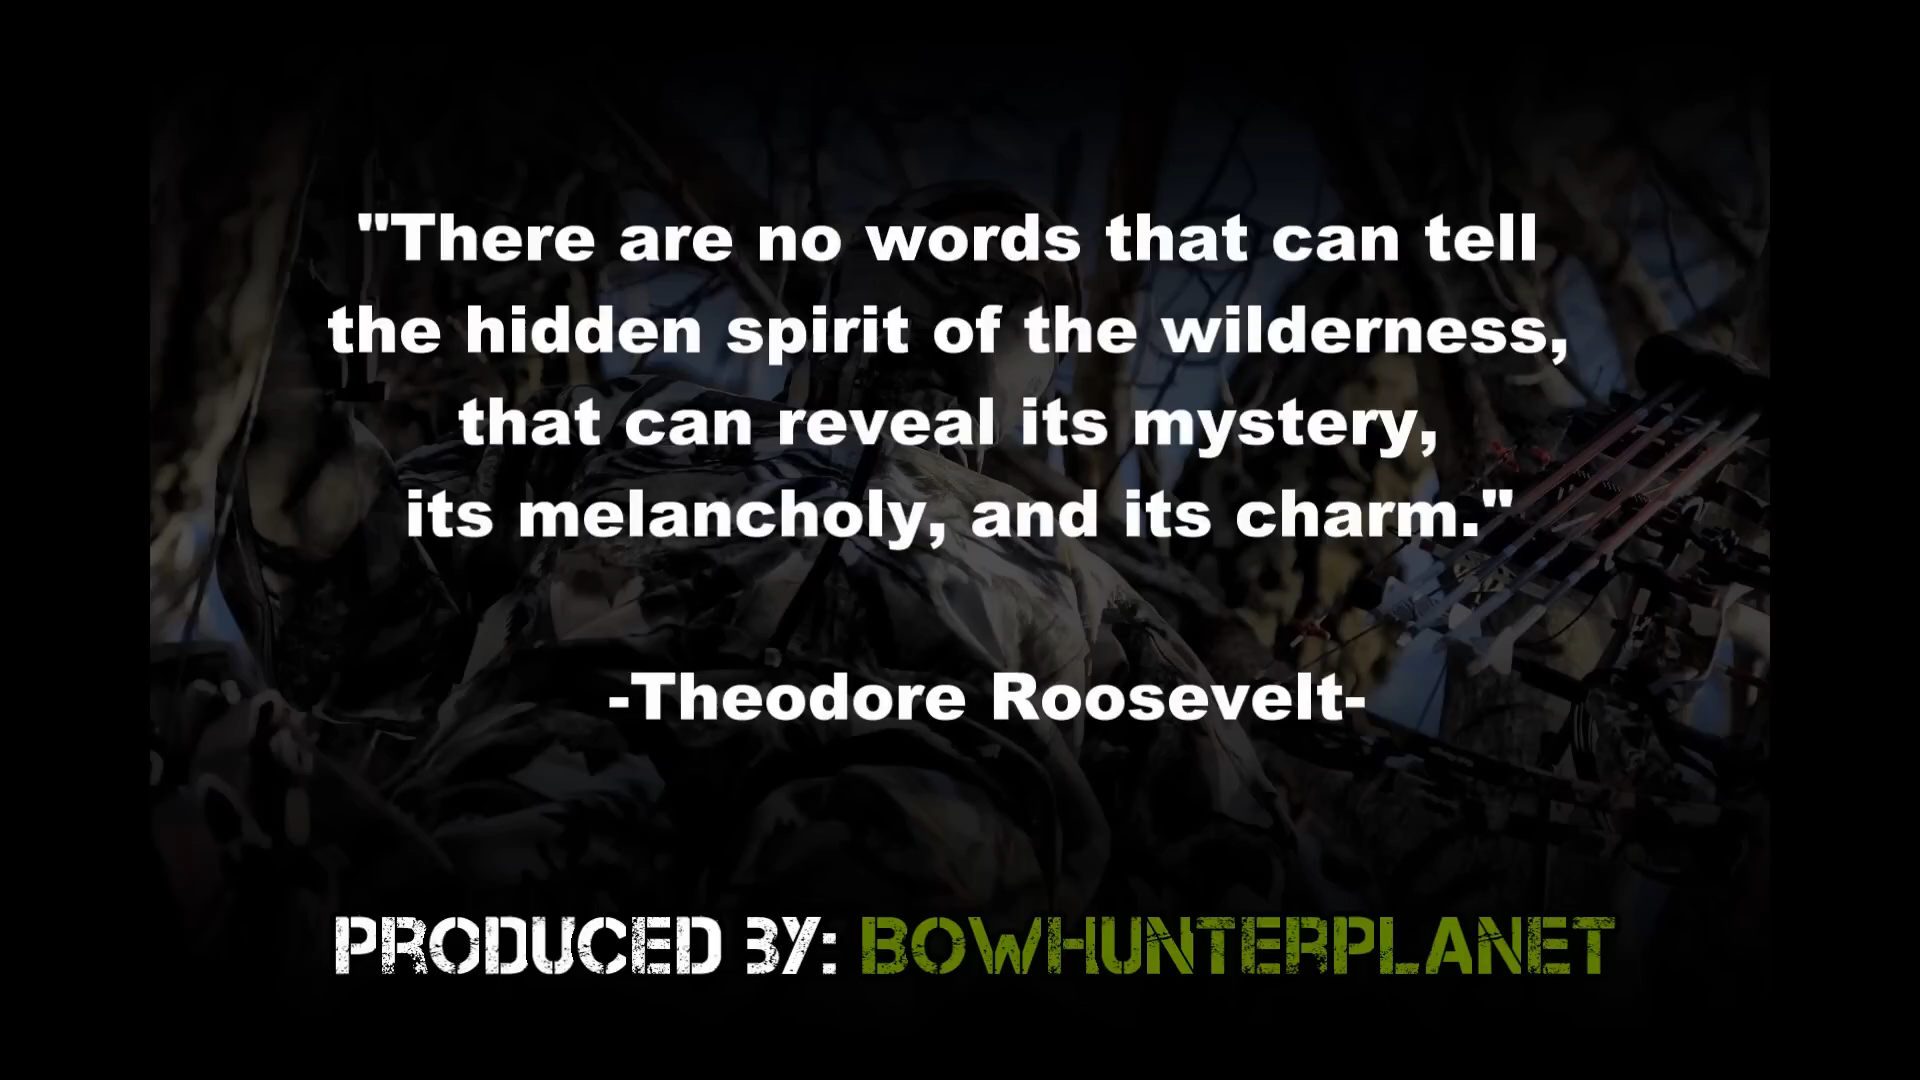 "There are no words that can tell
the hidden spirit of the wilderness,
that can reveal its mystery,
its melancholy, and its charm."
-Theodore Roosevelt-
PRODUCED BY: BOWHUNTERPLANET